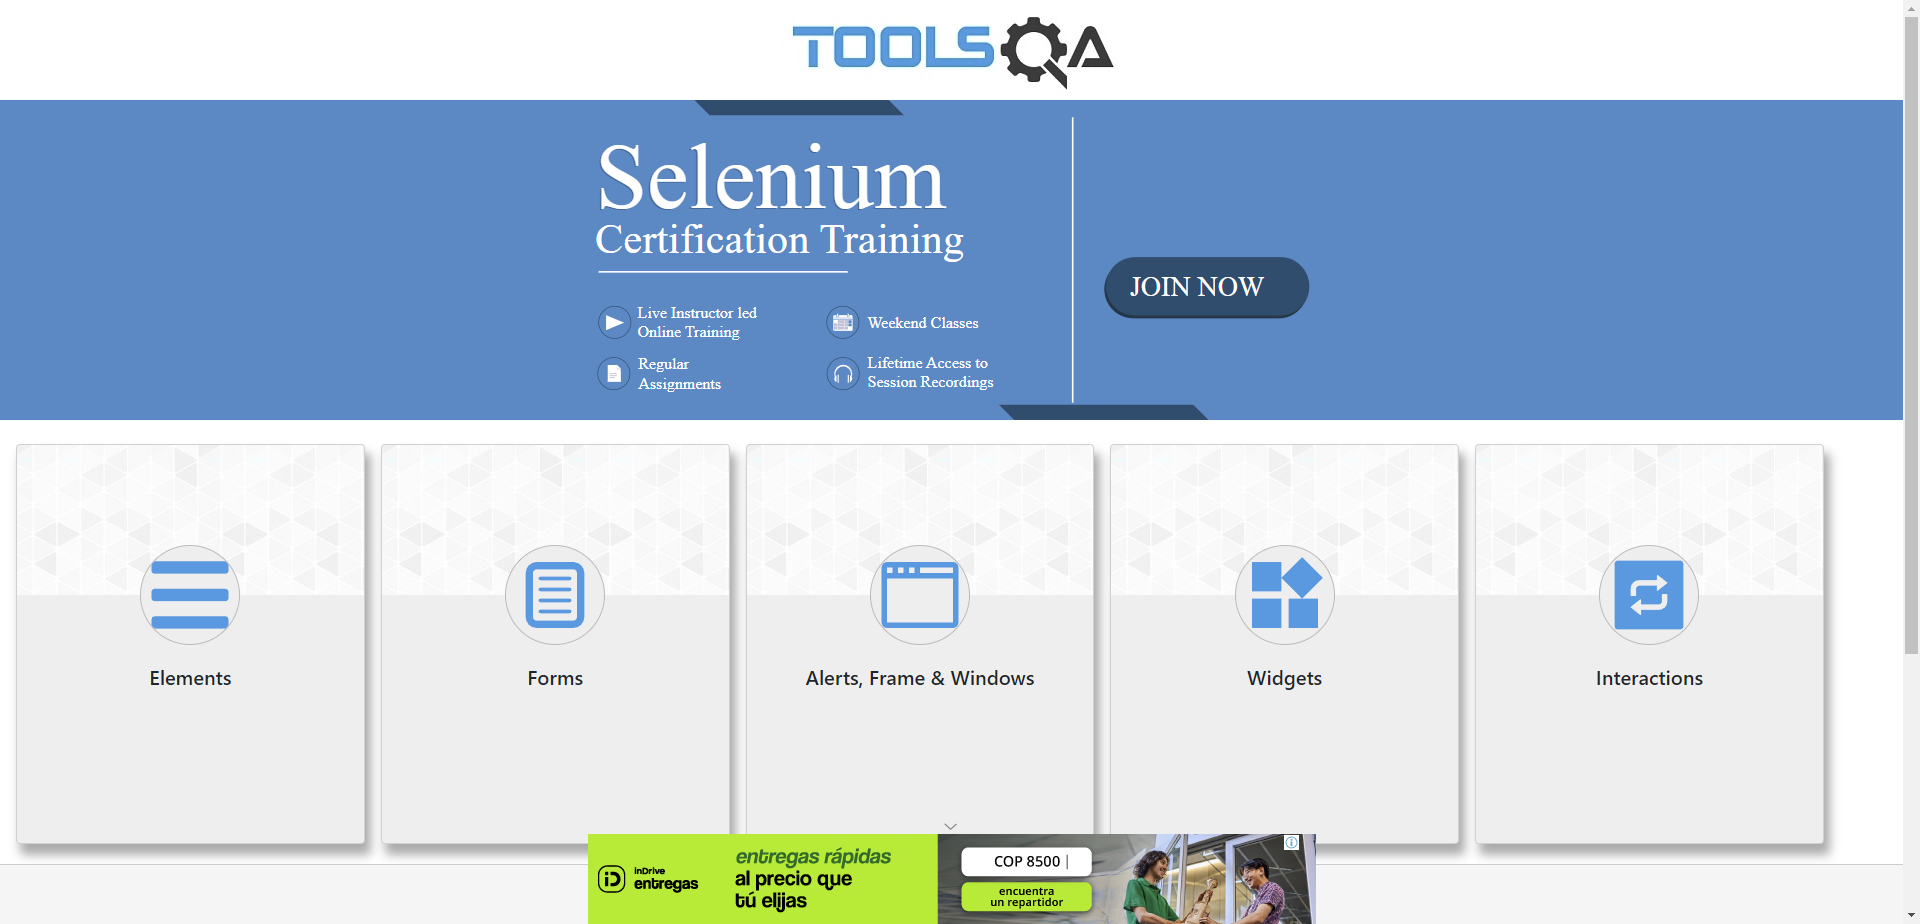 TOOLSQA
Selenium
Certification Training
Live Instructor led
Online Training
Weekend Classes
Regular
Assignments
Lifetime Access to
Session Recordings
JOIN NOW
Elements
Forms
Alerts, Frame & Windows
Widgets
Interactions
inDrive
entregas
entregas rápidas
al precio que
tú elijas
COP 8500
encuentra
un repartidor